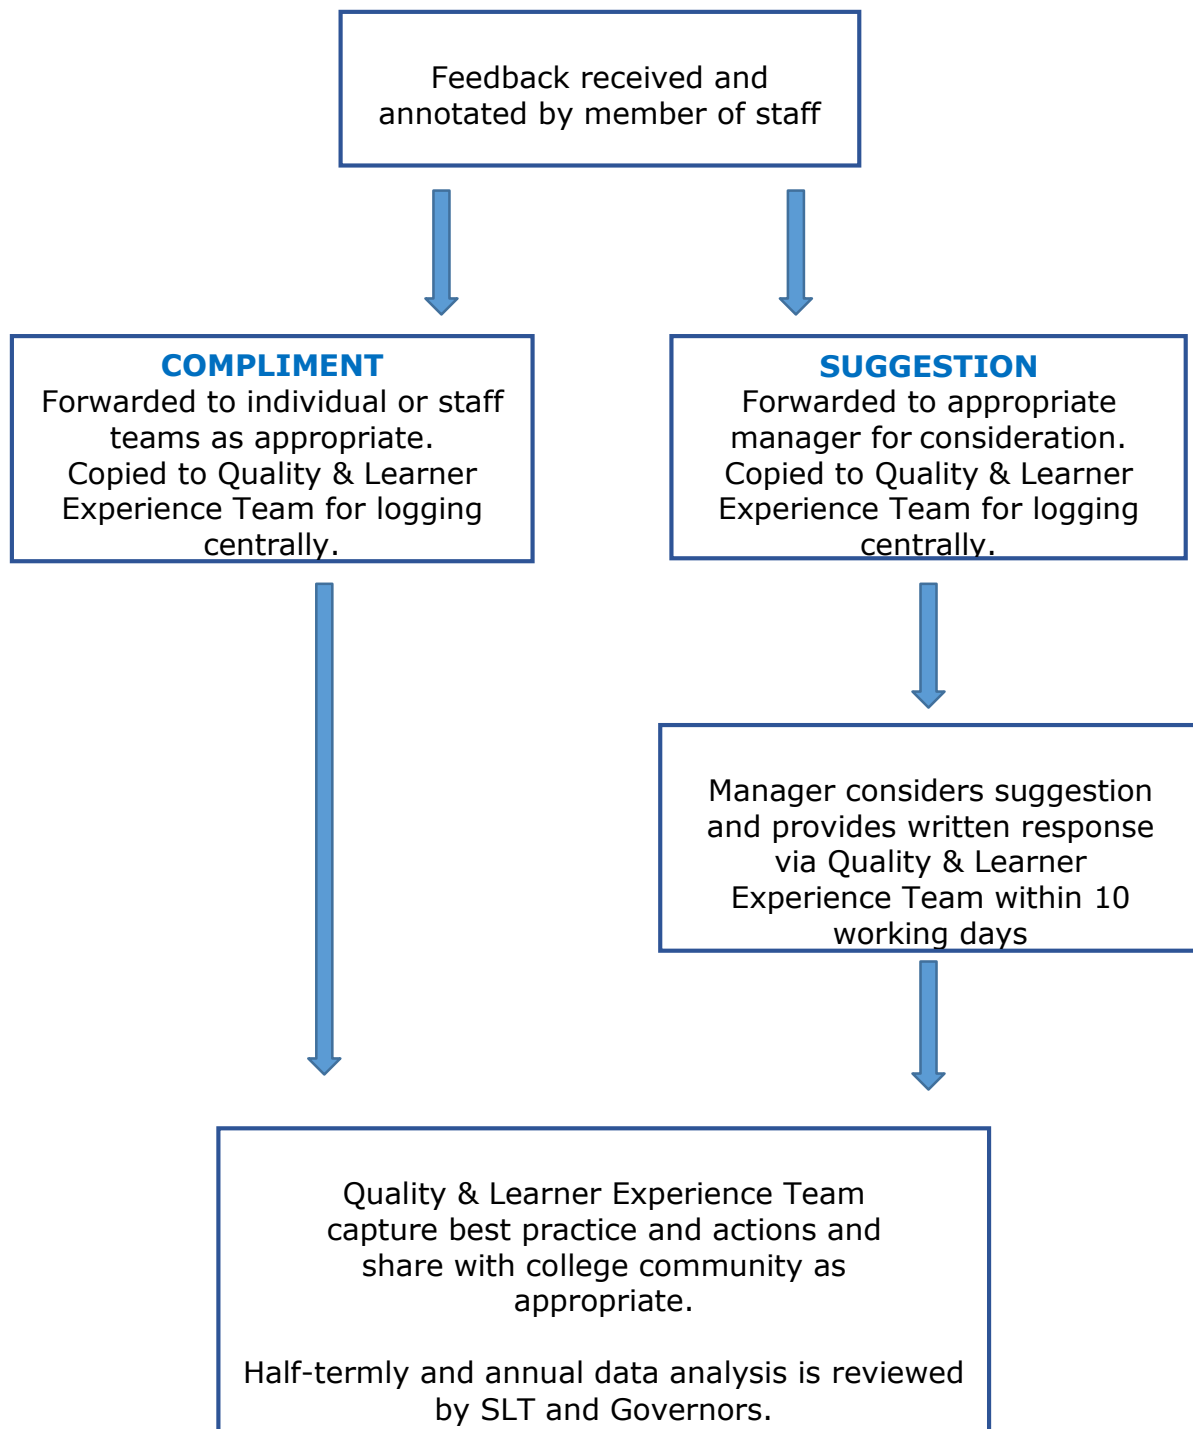 Feedback received and
annotated by member of staff
COMPLIMENT
Forwarded to individual or staff
teams as appropriate.
Copied to Quality & Learner
Experience Team for logging
centrally.
SUGGESTION
Forwarded to appropriate
manager for consideration.
Copied to Quality & Learner
Experience Team for logging
centrally.
Manager considers suggestion
and provides written response
via Quality & Learner
Experience Team within 10
working days
Quality & Learner Experience Team
capture best practice and actions and
share with college community as
appropriate.
Half-termly and annual data analysis is reviewed
by SLT and Governors.